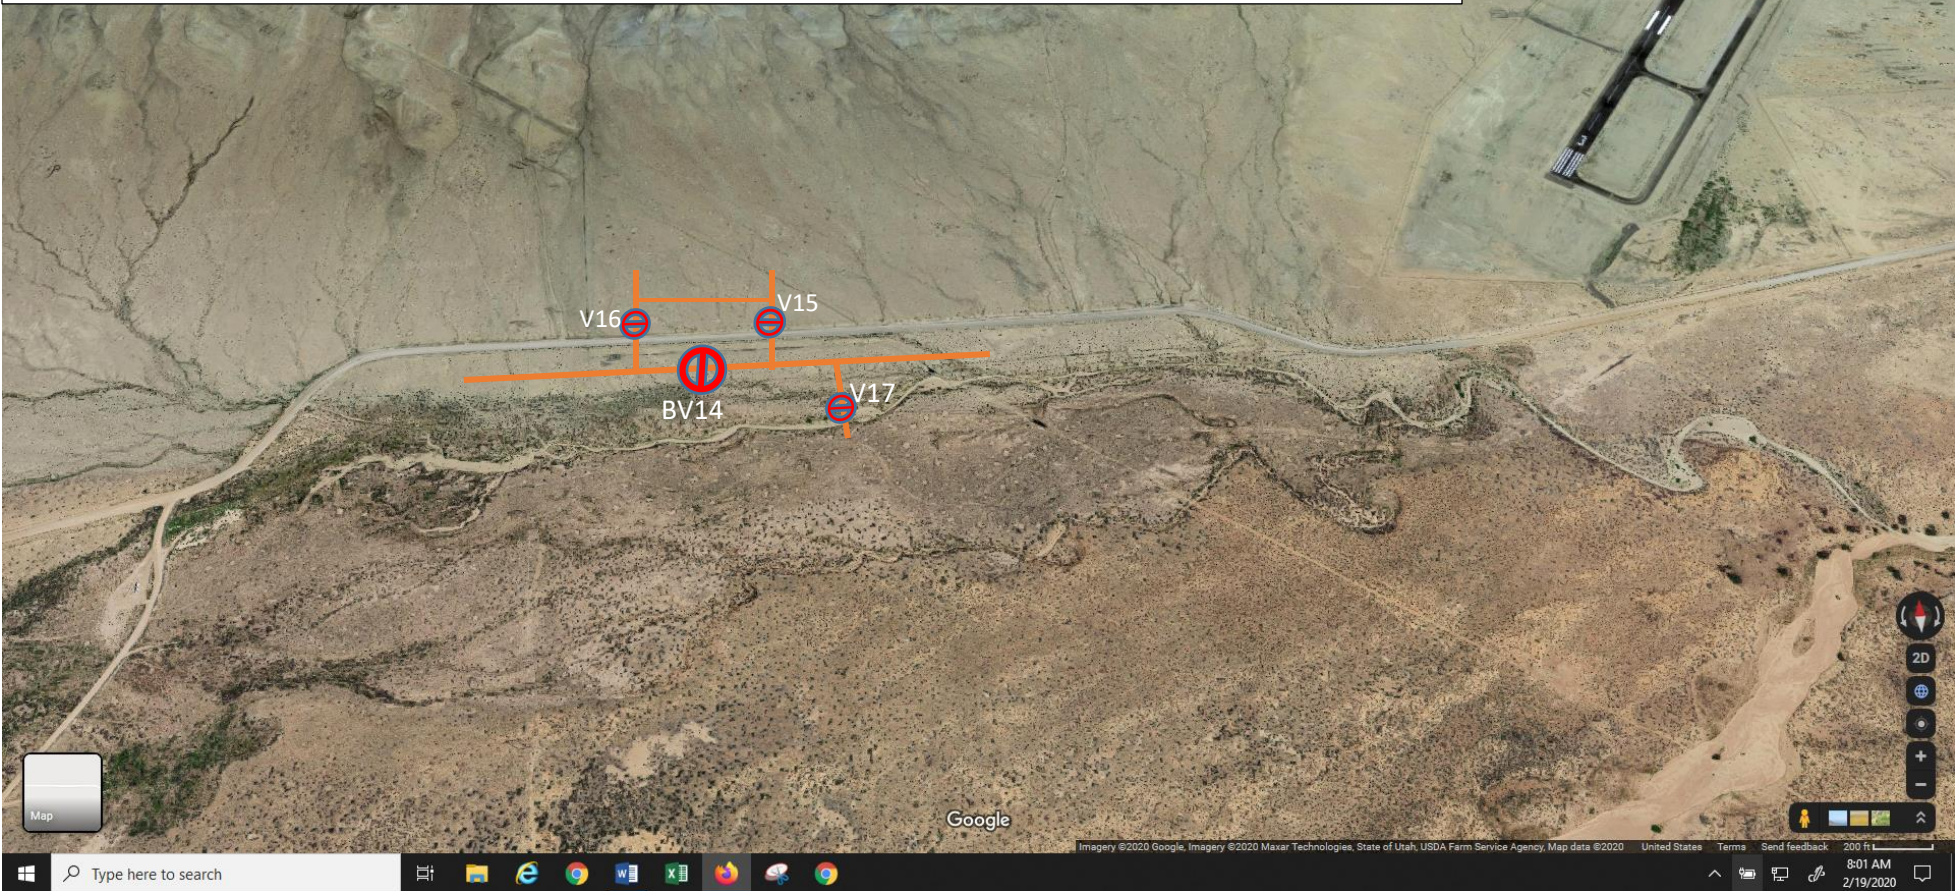 V15
V16
V17
BV14
2D
Map
Google
Imagery ©2020 Google, Imagery ©2020 Maxar Technologies, State of Utah, USDA Farm Service Agency, Map data ©2020 United States Terms Send feedback 200 ft
Type here to search
8:01 AM
2/19/2020